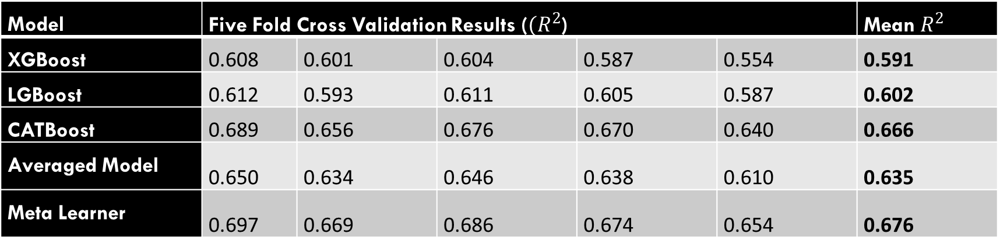 Model Five Fold Cross Validation Results ((R²) Mean R²
XGBoost 0.608 0.601 0.604 0.587 0.554 0.591
LGBoost 0.612 0.593 0.611 0.605 0.587 0.602
CATBoost 0.689 0.656 0.676 0.670 0.640 0.666
Averaged Model 0.650 0.634 0.646 0.638 0.610 0.635
Meta Learner 0.697 0.669 0.686 0.674 0.654 0.676